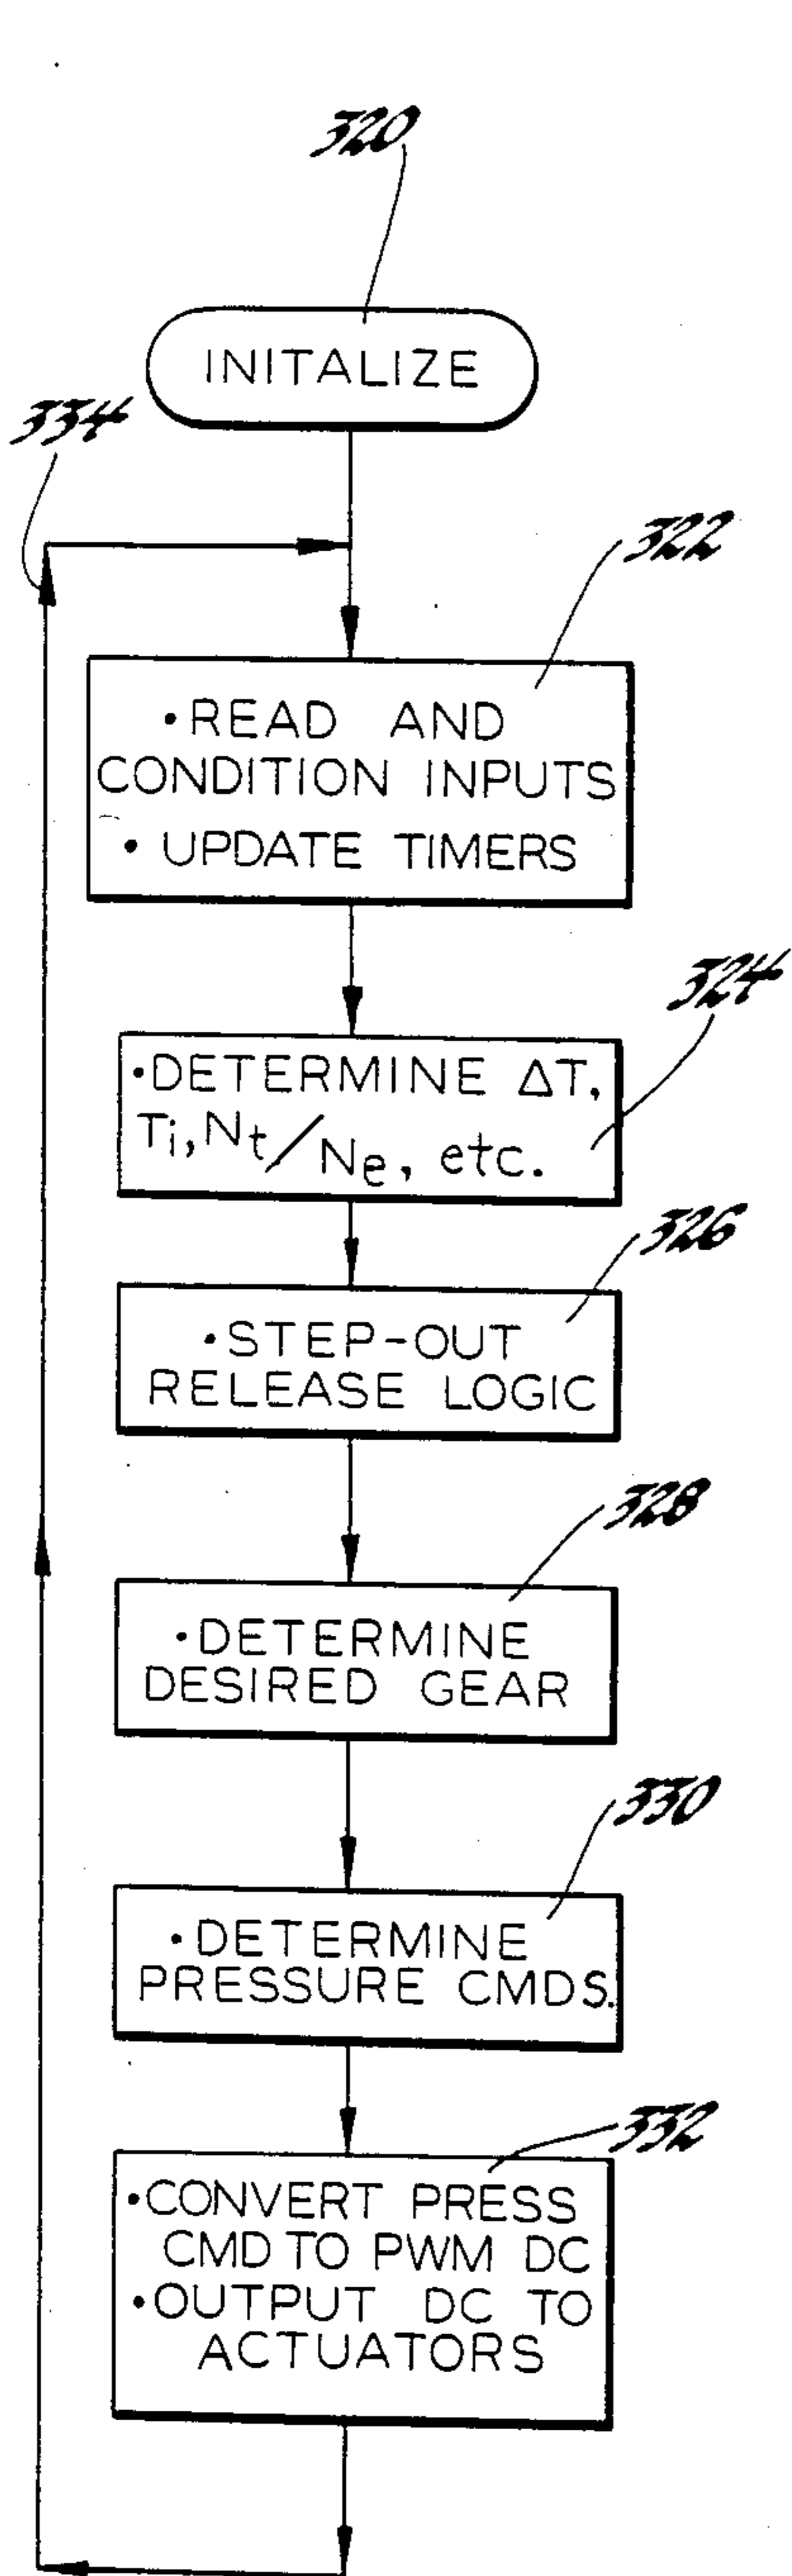 320
INITALIZE
334
322
•READ AND
CONDITION INPUTS
• UPDATE TIMERS
324
•DETERMINE ΔT,
Ti, Nt/Ne, etc.
326
•STEP-OUT
RELEASE LOGIC
328
•DETERMINE
DESIRED GEAR
330
•DETERMINE
PRESSURE CMDS.
332
•CONVERT PRESS
CMD TO PWM DC
•OUTPUT DC TO
ACTUATORS